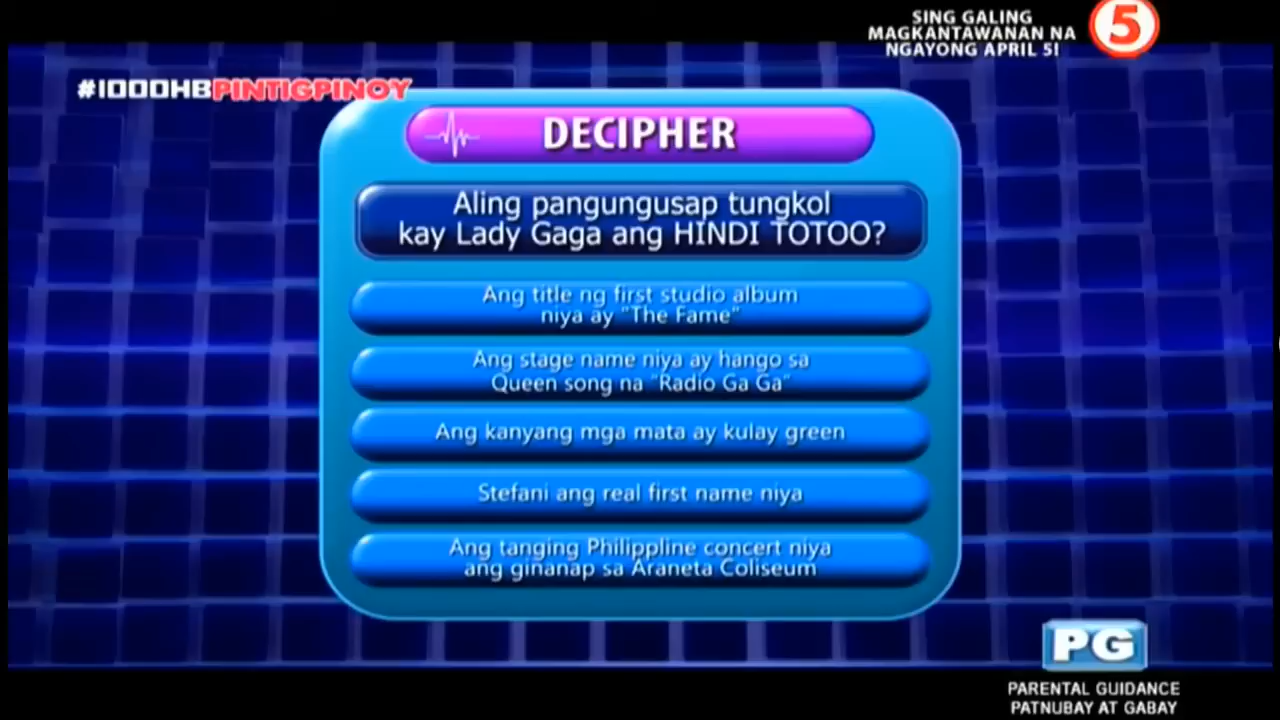 SING GALING
MAGKANTAWANAN NA
NGAYONG APRIL 5!
5
#1000HBPINTIGPINOY
DECIPHER
Aling pangungusap tungkol
kay Lady Gaga ang HINDI TOTOO?
Ang title ng first studio album
niya ay "The Fame"
Ang stage name niya ay hango sa
Queen song na "Radio Ga Ga"
Ang kanyang mga mata ay kulay green
Stefani ang real first name niya
Ang tanging Philippline concert niya
ang ginanap sa Araneta Coliseum
PG
PARENTAL GUIDANCE
PATNUBAY AT GABAY